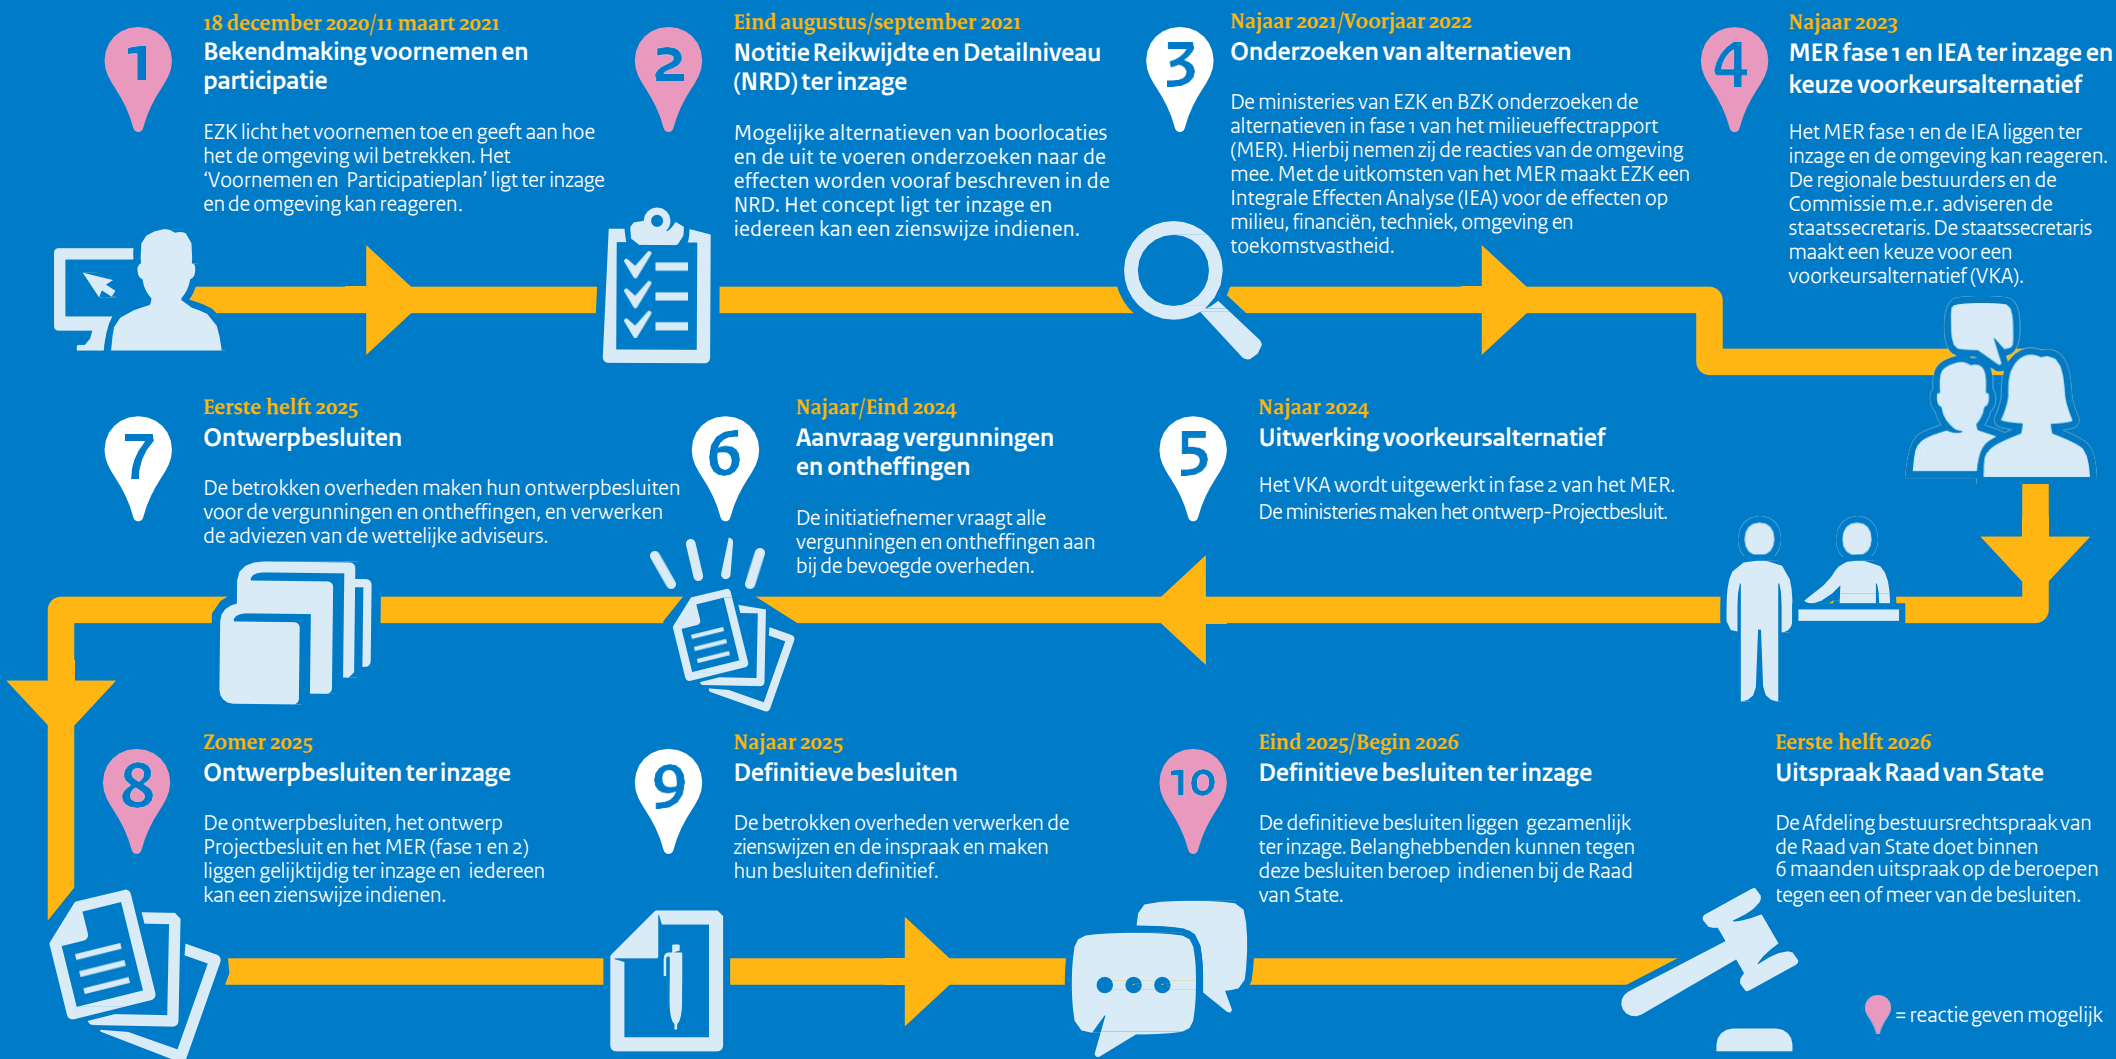 1
18 december 2020/11 maart 2021
Bekendmaking voornemen en
participatie
EZK licht het voornemen toe en geeft aan hoe
het de omgeving wil betrekken. Het
‘Voornemen en Participatieplan’ ligt ter inzage
en de omgeving kan reageren.
2
Eind augustus/september 2021
Notitie Reikwijdte en Detailniveau
(NRD) ter inzage
Mogelijke alternatieven van boorlocaties
en de uit te voeren onderzoeken naar de
effecten worden vooraf beschreven in de
NRD. Het concept ligt ter inzage en
iedereen kan een zienswijze indienen.
3
Najaar 2021/Voorjaar 2022
Onderzoeken van alternatieven
De ministeries van EZK en BZK onderzoeken de
alternatieven in fase 1 van het milieueffectrapport
(MER). Hierbij nemen zij de reacties van de omgeving
mee. Met de uitkomsten van het MER maakt EZK een
Integrale Effecten Analyse (IEA) voor de effecten op
milieu, financiën, techniek, omgeving en
toekomstvastheid.
4
Najaar 2023
MER fase 1 en IEA ter inzage en
keuze voorkeursalternatief
Het MER fase 1 en de IEA liggen ter
inzage en de omgeving kan reageren.
De regionale bestuurders en de
Commissie m.e.r. adviseren de
staatssecretaris. De staatssecretaris
maakt een keuze voor een
voorkeursalternatief (VKA).
7
Eerste helft 2025
Ontwerpbesluiten
De betrokken overheden maken hun ontwerpbesluiten
voor de vergunningen en ontheffingen, en verwerken
de adviezen van de wettelijke adviseurs.
6
Najaar/Eind 2024
Aanvraag vergunningen
en ontheffingen
De initiatiefnemer vraagt alle
vergunningen en ontheffingen aan
bij de bevoegde overheden.
5
Najaar 2024
Uitwerking voorkeursalternatief
Het VKA wordt uitgewerkt in fase 2 van het MER.
De ministeries maken het ontwerp-Projectbesluit.
8
Zomer 2025
Ontwerpbesluiten ter inzage
De ontwerpbesluiten, het ontwerp
Projectbesluit en het MER (fase 1 en 2)
liggen gelijktijdig ter inzage en iedereen
kan een zienswijze indienen.
9
Najaar 2025
Definitieve besluiten
De betrokken overheden verwerken de
zienswijzen en de inspraak en maken
hun besluiten definitief.
10
Eind 2025/Begin 2026
Definitieve besluiten ter inzage
De definitieve besluiten liggen gezamenlijk
ter inzage. Belanghebbenden kunnen tegen
deze besluiten beroep indienen bij de Raad
van State.
Eerste helft 2026
Uitspraak Raad van State
De Afdeling bestuursrechtspraak van
de Raad van State doet binnen
6 maanden uitspraak op de beroepen
tegen een of meer van de besluiten.
= reactie geven mogelijk